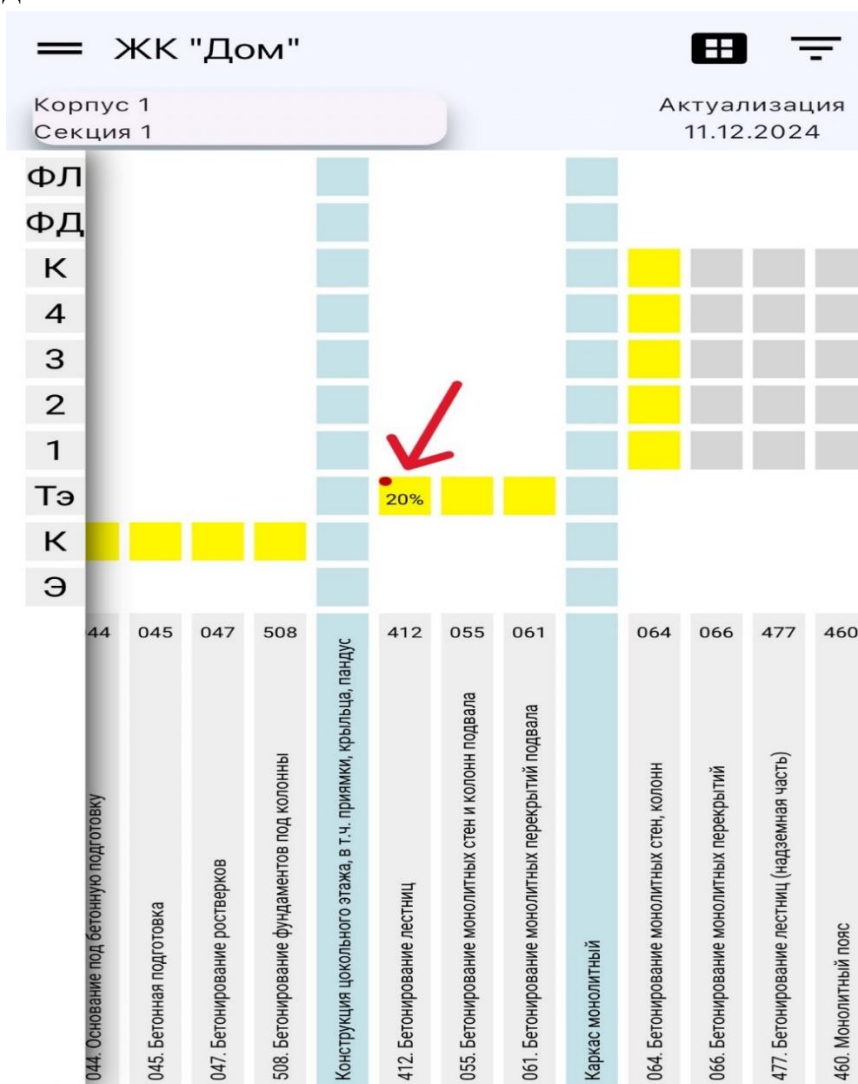 ЖК "Дом"
Корпус 1
Секция 1
Актуализация
11.12.2024
ФЛ
ФД
К
4
3
2
1
Тэ
20%
К
Э
44
045
047
508
412
055
061
064
066
477
460
044. Основание под бетонную подготовку
045. Бетонная подготовка
047. Бетонирование ростверков
508. Бетонирование фундаментов под колонны
Конструкция цокольного этажа, в т.ч. приямки, крыльца, пандус
412. Бетонирование лестниц
055. Бетонирование монолитных стен и колонн подвала
061. Бетонирование монолитных перекрытий подвала
Каркас монолитный
064. Бетонирование монолитных стен, колонн
066. Бетонирование монолитных перекрытий
477. Бетонирование лестниц (надземная часть)
460. Монолитный пояс